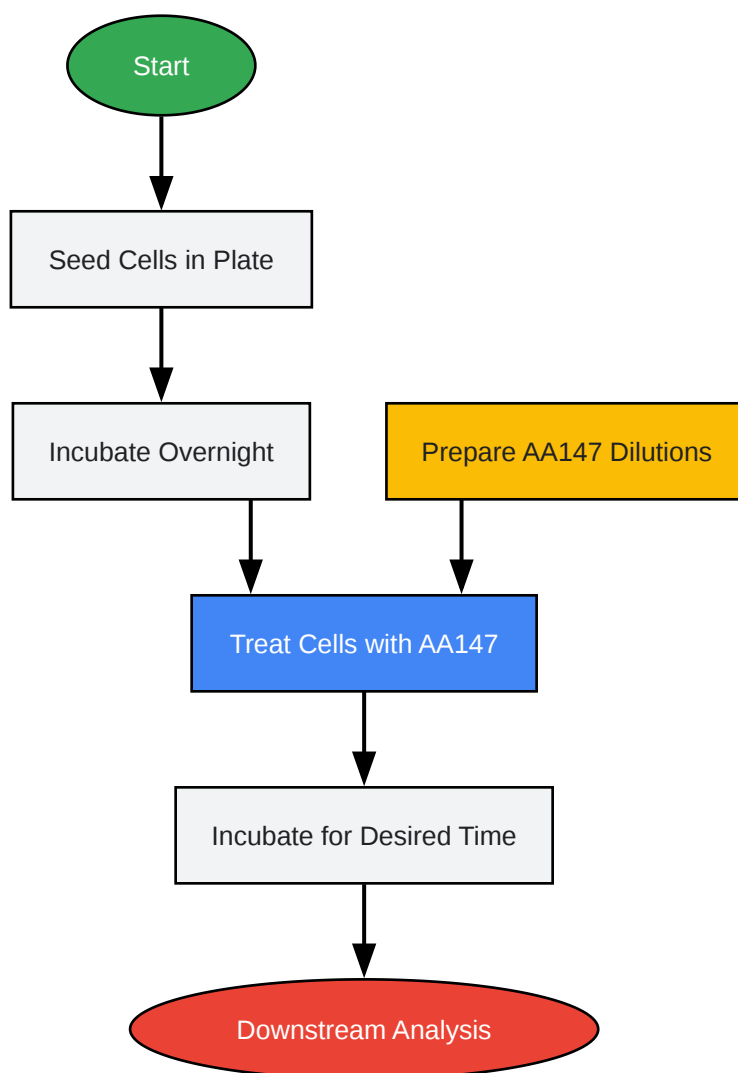 Start
Seed Cells in Plate
Incubate Overnight
Prepare AA147 Dilutions
Treat Cells with AA147
Incubate for Desired Time
Downstream Analysis